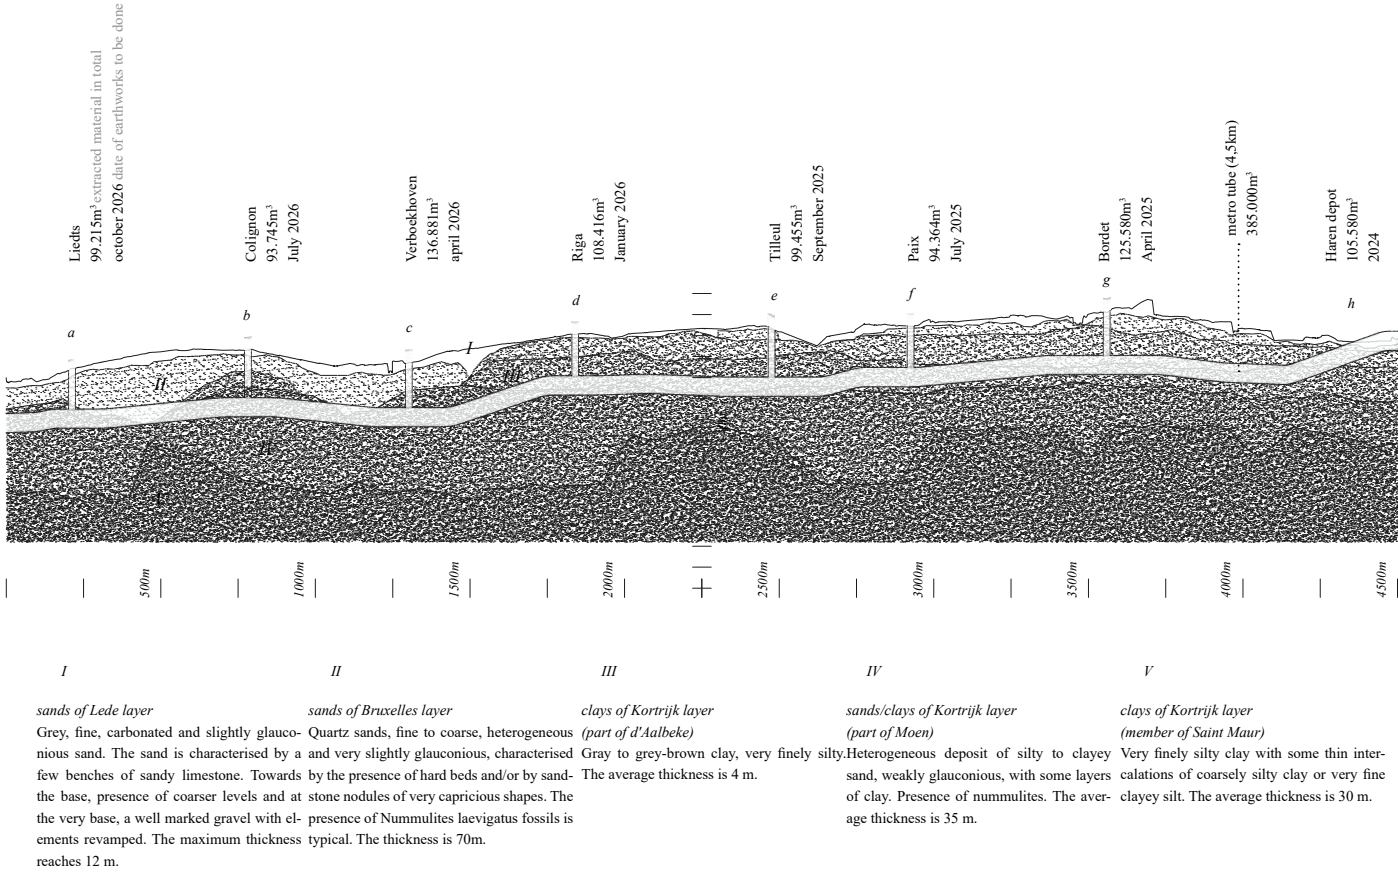 Liedts
99.215m³ extracted material in total
october 2026 date of earthworks to be done
Colignon
93.745m³
July 2026
Verboekhoven
136.881m³
april 2026
Riga
108.416m³
January 2026
Tilleul
99.455m³
September 2025
Paix
94.364m³
July 2025
Bordet
125.580m³
April 2025
metro tube (4,5km)
385.000m³
Haren depot
105.580m³
2024
a
b
c
d
e
f
g
h
I
II
III
500m
1000m
1500m
2000m
2500m
3000m
3500m
4000m
4500m
I
sands of Lede layer
Grey, fine, carbonated and slightly glauco-
nious sand. The sand is characterised by a
few benches of sandy limestone. Towards
the base, presence of coarser levels and at
the very base, a well marked gravel with el-
ements revamped. The maximum thickness
reaches 12 m.
II
sands of Bruxelles layer
Quartz sands, fine to coarse, heterogeneous
and very slightly glauconious, characterised
by the presence of hard beds and/or by sand-
stone nodules of very capricious shapes. The
presence of Nummulites laevigatus fossils is
typical. The thickness is 70m.
III
clays of Kortrijk layer
(part of d'Aalbeke)
Gray to grey-brown clay, very finely silty.
The average thickness is 4 m.
IV
sands/clays of Kortrijk layer
(part of Moen)
Heterogeneous deposit of silty to clayey
sand, weakly glauconious, with some layers
of clay. Presence of nummulites. The aver-
age thickness is 35 m.
V
clays of Kortrijk layer
(member of Saint Maur)
Very finely silty clay with some thin inter-
calations of coarsely silty clay or very fine
clayey silt. The average thickness is 30 m.